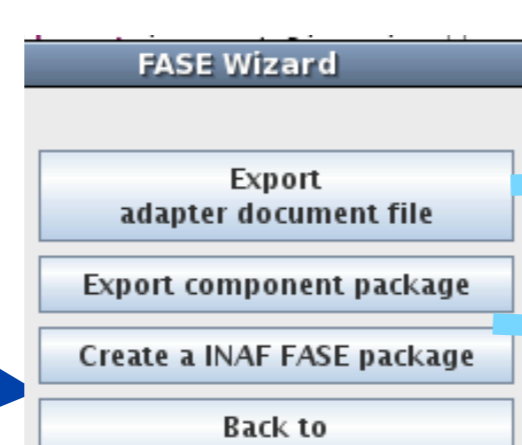 FASE Wizard
Export
adapter document file
Export component package
Create a INAF FASE package
Back to